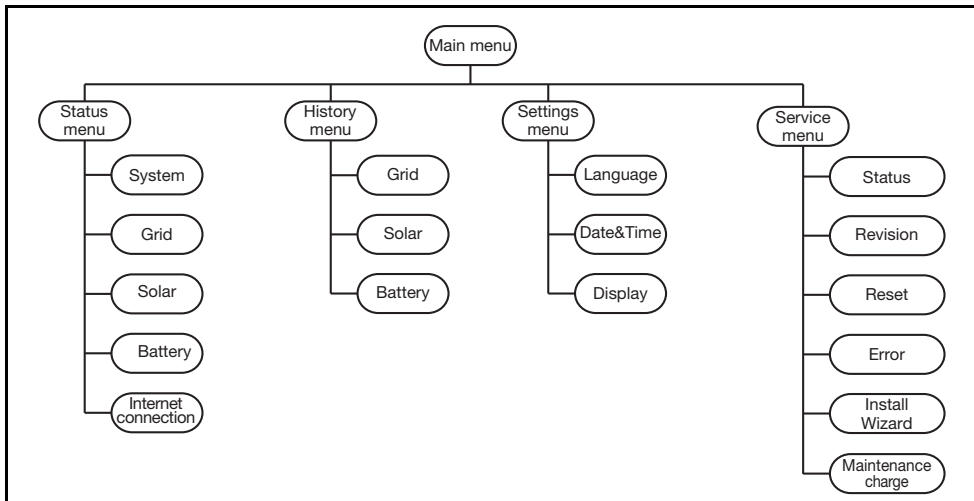 Main menu
Status
menu
System
Grid
Solar
Battery
Internet
connection
History
menu
Grid
Solar
Battery
Settings
menu
Language
Date&Time
Display
Service
menu
Status
Revision
Reset
Error
Install
Wizard
Maintenance
charge